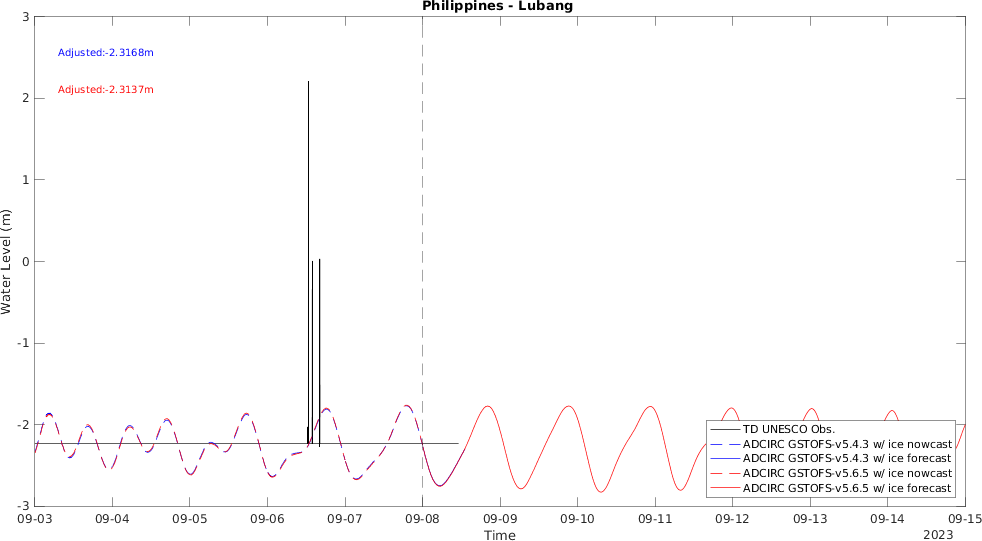 Philippines - Lubang
Adjusted:-2.3168m
Adjusted:-2.3137m
Water Level (m)
3
2
1
0
-1
-2
-3
TD UNESCO Obs.
ADCIRC GSTOFS-v5.4.3 w/ ice nowcast
ADCIRC GSTOFS-v5.4.3 w/ ice forecast
ADCIRC GSTOFS-v5.6.5 w/ ice nowcast
ADCIRC GSTOFS-v5.6.5 w/ ice forecast
09-03 09-04 09-05 09-06 09-07 09-08 09-09 09-10 09-11 09-12 09-13 09-14 09-15
Time
2023